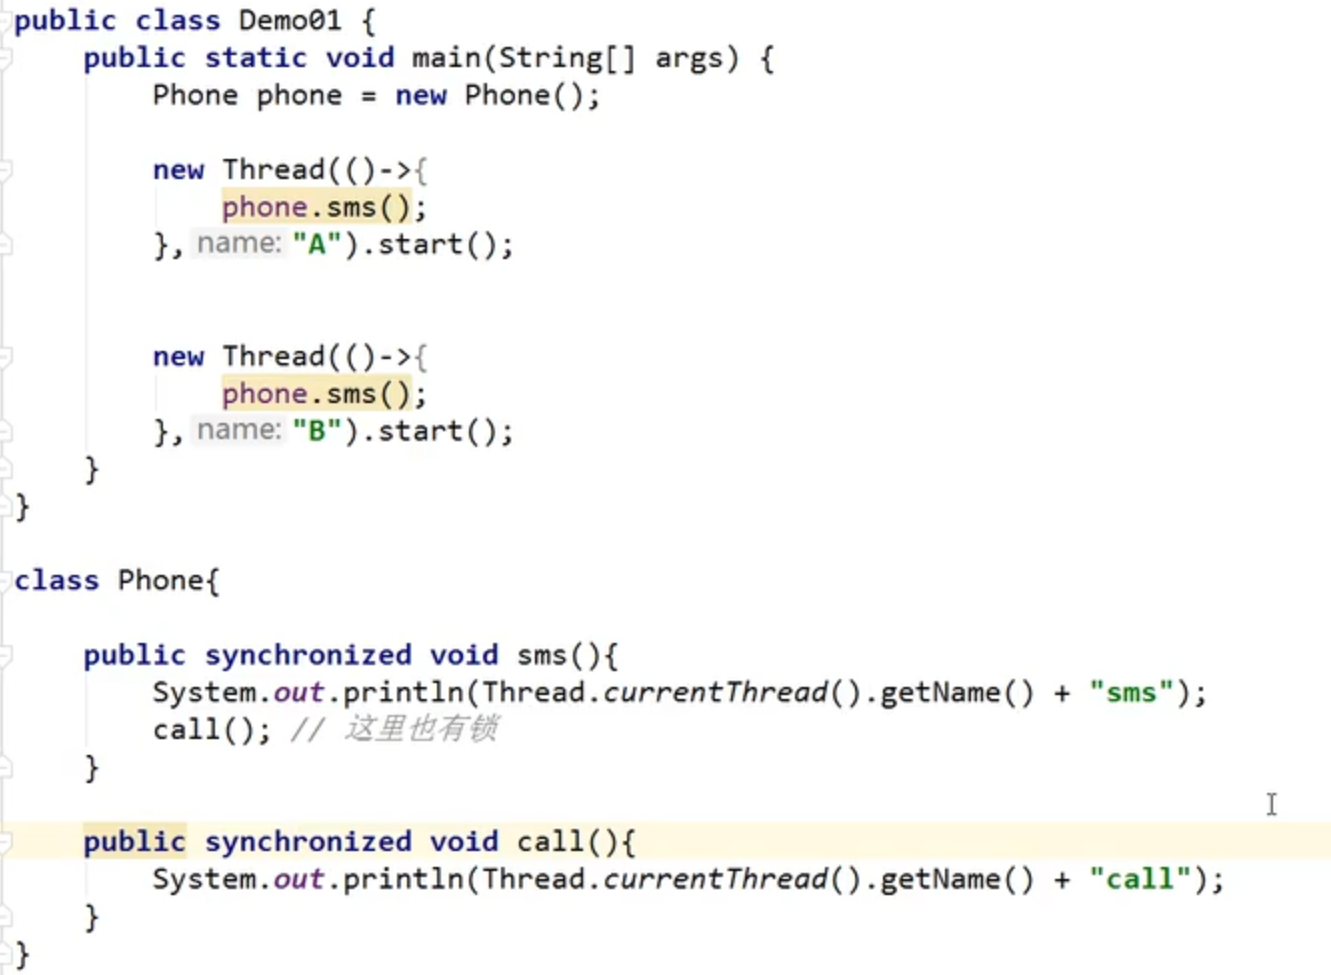 public class Demo01 {
public static void main(String[] args) {
Phone phone = new Phone();
new Thread(()->{
phone.sms();
}, name: "A").start();
new Thread(()->{
phone.sms();
}, name: "B").start();
}
}
class Phone{
public synchronized void sms(){
System.out.println(Thread.currentThread().getName() + "sms");
call(); // 这里也有锁
}
public synchronized void call(){
System.out.println(Thread.currentThread().getName() + "call");
}
}